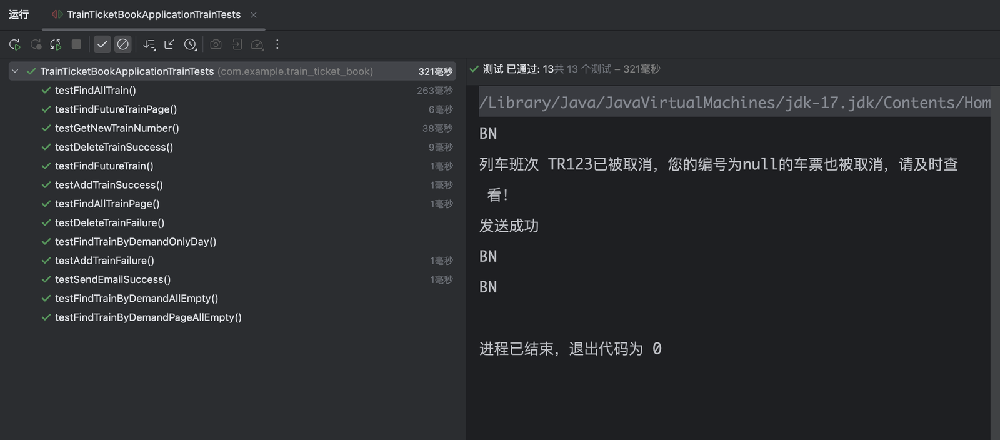 运行 TrainTicketBookApplicationTrainTests
TrainTicketBookApplicationTrainTests (com.example.train_ticket_book) 321毫秒
testFindAllTrain() 263毫秒
testFindFutureTrainPage() 6毫秒
testGetNewTrainNumber() 38毫秒
testDeleteTrainSuccess() 9毫秒
testFindFutureTrain() 1毫秒
testAddTrainSuccess() 1毫秒
testFindAllTrainPage() 1毫秒
testDeleteTrainFailure()
testFindTrainByDemandOnlyDay()
testAddTrainFailure() 1毫秒
testSendEmailSuccess() 1毫秒
testFindTrainByDemandAllEmpty()
testFindTrainByDemandPageAllEmpty()
测试 已通过: 13共 13 个测试 – 321毫秒
/Library/Java/JavaVirtualMachines/jdk-17.jdk/Contents/Hom
BN
列车班次 TR123已被取消，您的编号为null的车票也被取消，请及时查
看！
发送成功
BN
BN
进程已结束，退出代码为 0